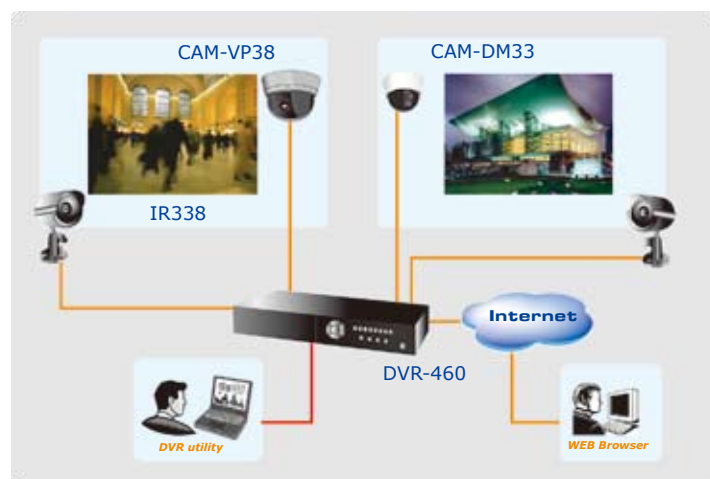 CAM-VP38
CAM-DM33
IR338
Internet
DVR-460
DVR utility
WEB Browser